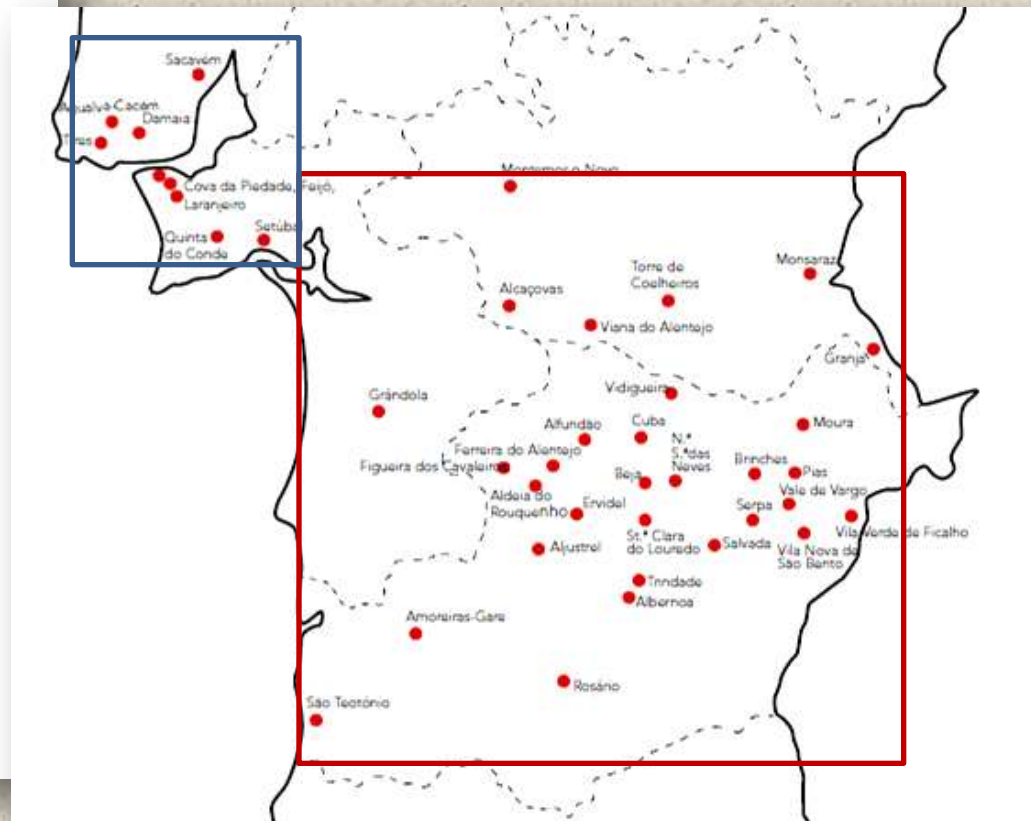 Sacavém
Agualva-Cacém
Damaia
Tires
Cova da Piedade, Feijó,
Laranjeiro
Quinta
do Conde
Setúbal
Montemor-o-Novo
Monsaraz
Torre de
Coelheiros
Alcaçovas
Viana do Alentejo
Granja
Vidigueira
Grândola
Alfundão
Cuba
Moura
N.ª
S.ª das
Neves
Ferreira do Alentejo
Figueira dos Cavaleiros
Beja
Brinches
Pias
Aldeia do
Rouquenho
Ervidel
Vale de Vargo
Serpa
St.ª Clara
do Louredo
Vila Verde de Ficalho
Aljustrel
Salvada
Vila Nova de
São Bento
Trindade
Albernoa
Amoreiras-Gare
Rosário
São Teotónio